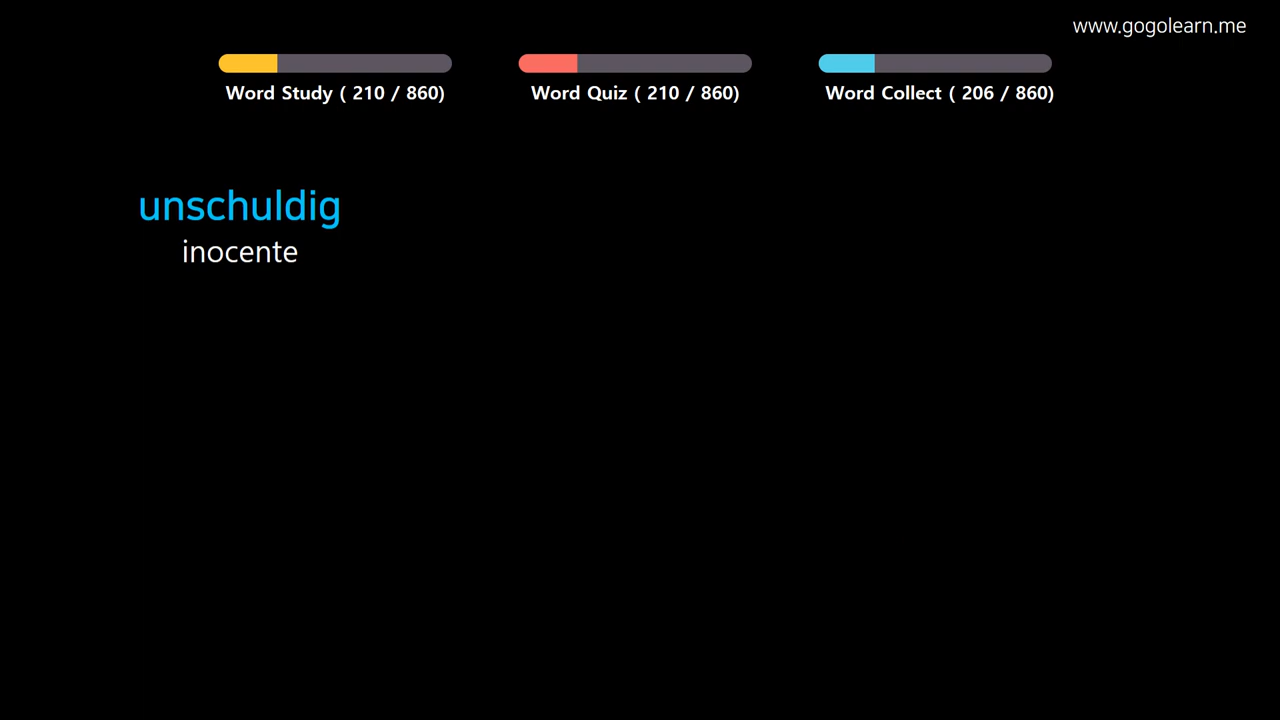 www.gogolearn.me
Word Study ( 210 / 860)
Word Quiz ( 210 / 860)
Word Collect ( 206 / 860)
unschuldig
inocente